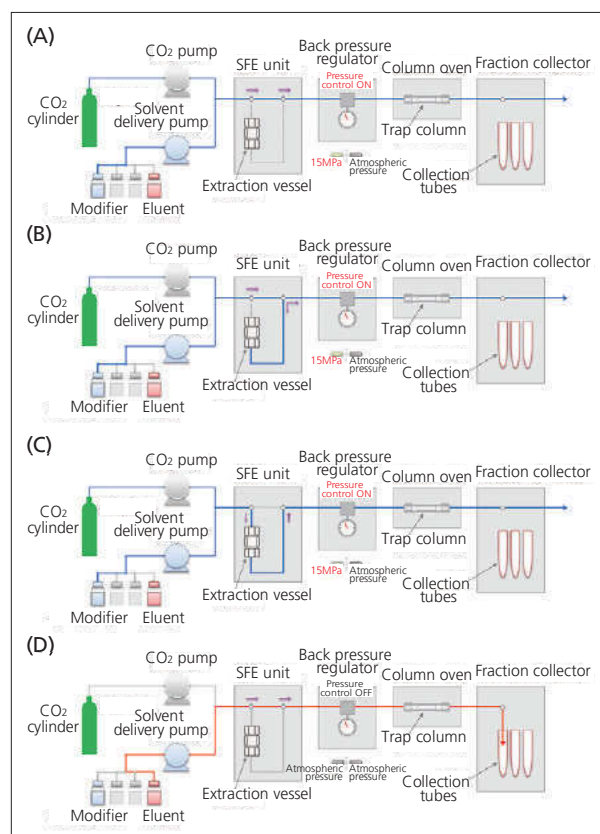 (A)
CO2 pump
SFE unit
Back pressure
regulator
Pressure
control ON
Column oven
Fraction collector
CO2
cylinder
Solvent
delivery pump
Trap column
15MPa
Atmospheric
pressure
Extraction vessel
Collection
tubes
Modifier
Eluent
(B)
CO2 pump
SFE unit
Back pressure
regulator
Pressure
control ON
Column oven
Fraction collector
CO2
cylinder
Solvent
delivery pump
Trap column
15MPa
Atmospheric
pressure
Extraction vessel
Collection
tubes
Modifier
Eluent
(C)
CO2 pump
SFE unit
Back pressure
regulator
Pressure
control ON
Column oven
Fraction collector
CO2
cylinder
Solvent
delivery pump
Trap column
15MPa
Atmospheric
pressure
Extraction vessel
Collection
tubes
Modifier
Eluent
(D)
CO2 pump
SFE unit
Back pressure
regulator
Pressure
control OFF
Column oven
Fraction collector
CO2
cylinder
Solvent
delivery pump
Trap column
Atmospheric
pressure
Atmospheric
pressure
Extraction vessel
Collection
tubes
Modifier
Eluent